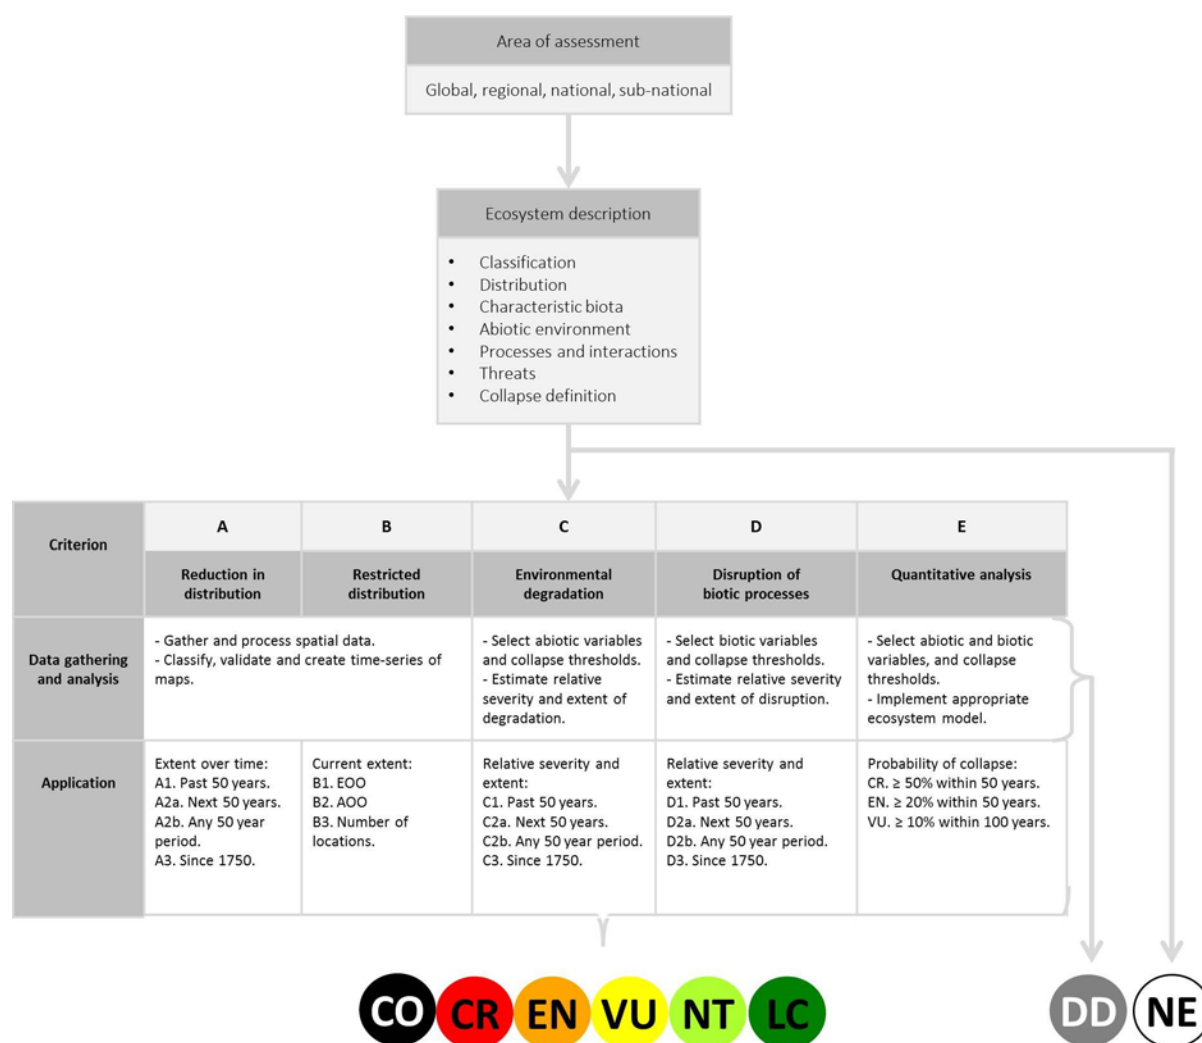 Area of assessment
Global, regional, national, sub-national
Ecosystem description
• Classification
• Distribution
• Characteristic biota
• Abiotic environment
• Processes and interactions
• Threats
• Collapse definition
Criterion
A
B
C
D
E
Reduction in
distribution
Restricted
distribution
Environmental
degradation
Disruption of
biotic processes
Quantitative analysis
Data gathering
and analysis
- Gather and process spatial data.
- Classify, validate and create time-series of
maps.
- Select abiotic variables
and collapse thresholds.
- Estimate relative
severity and extent of
degradation.
- Select biotic variables
and collapse thresholds.
- Estimate relative severity
and extent of disruption.
- Select abiotic and biotic
variables, and collapse
thresholds.
- Implement appropriate
ecosystem model.
Application
Extent over time:
A1. Past 50 years.
A2a. Next 50 years.
A2b. Any 50 year
period.
A3. Since 1750.
Current extent:
B1. EOO
B2. AOO
B3. Number of
locations.
Relative severity and
extent:
C1. Past 50 years.
C2a. Next 50 years.
C2b. Any 50 year period.
C3. Since 1750.
Relative severity and
extent:
D1. Past 50 years.
D2a. Next 50 years.
D2b. Any 50 year period.
D3. Since 1750.
Probability of collapse:
CR. ≥ 50% within 50 years.
EN. ≥ 20% within 50 years.
VU. ≥ 10% within 100 years.
CO CR EN VU NT LC DD NE